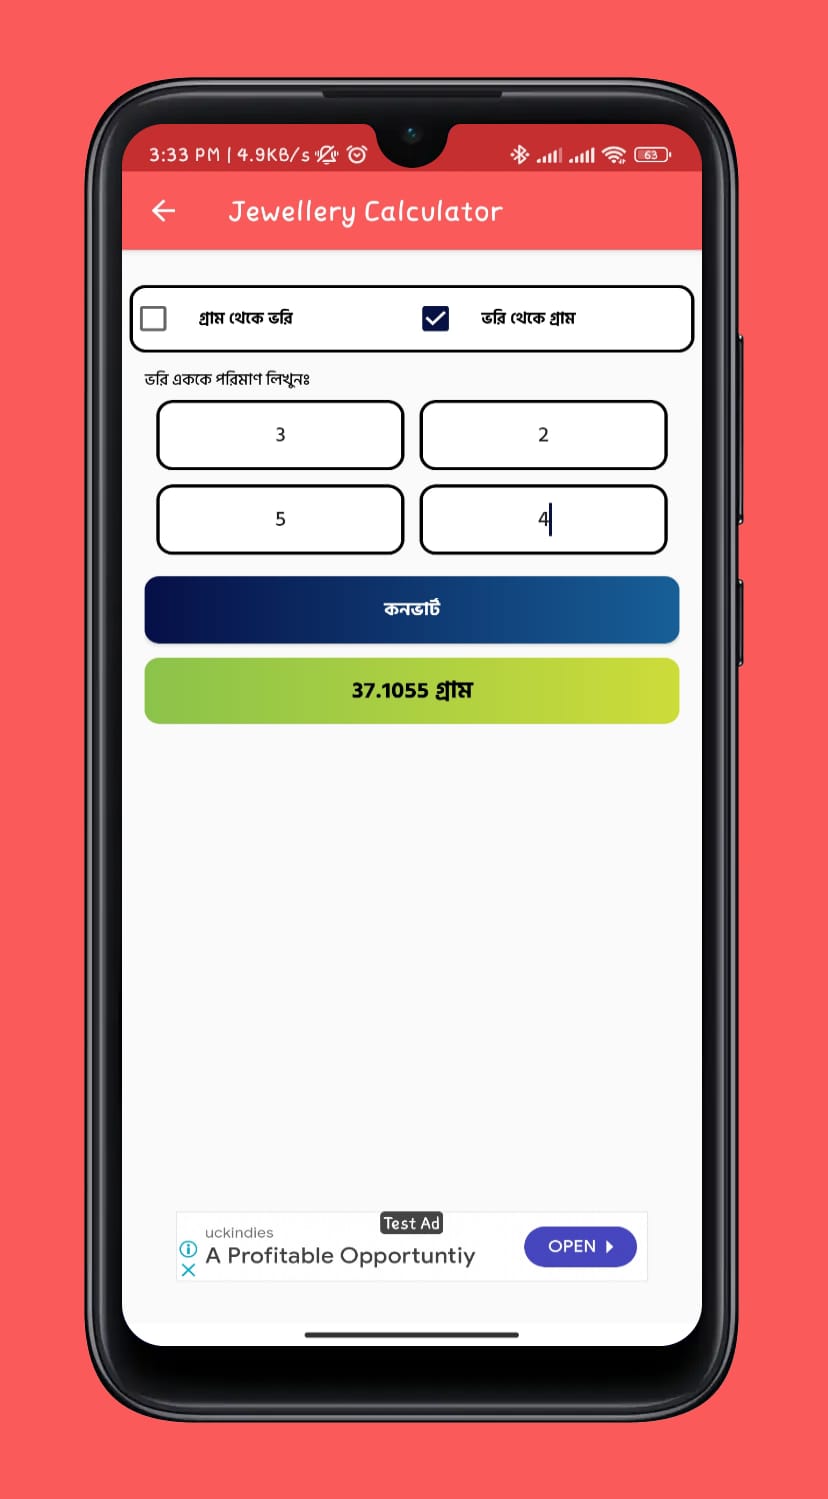 3:33 PM | 4.9KB/s
63
Jewellery Calculator
গ্রাম থেকে ভরি
ভরি থেকে গ্রাম
ভরি এককে পরিমাণ লিখুনঃ
3
2
5
4
কনভার্ট
37.1055 গ্রাম
Test Ad
uckindies
A Profitable Opportuntiy
OPEN